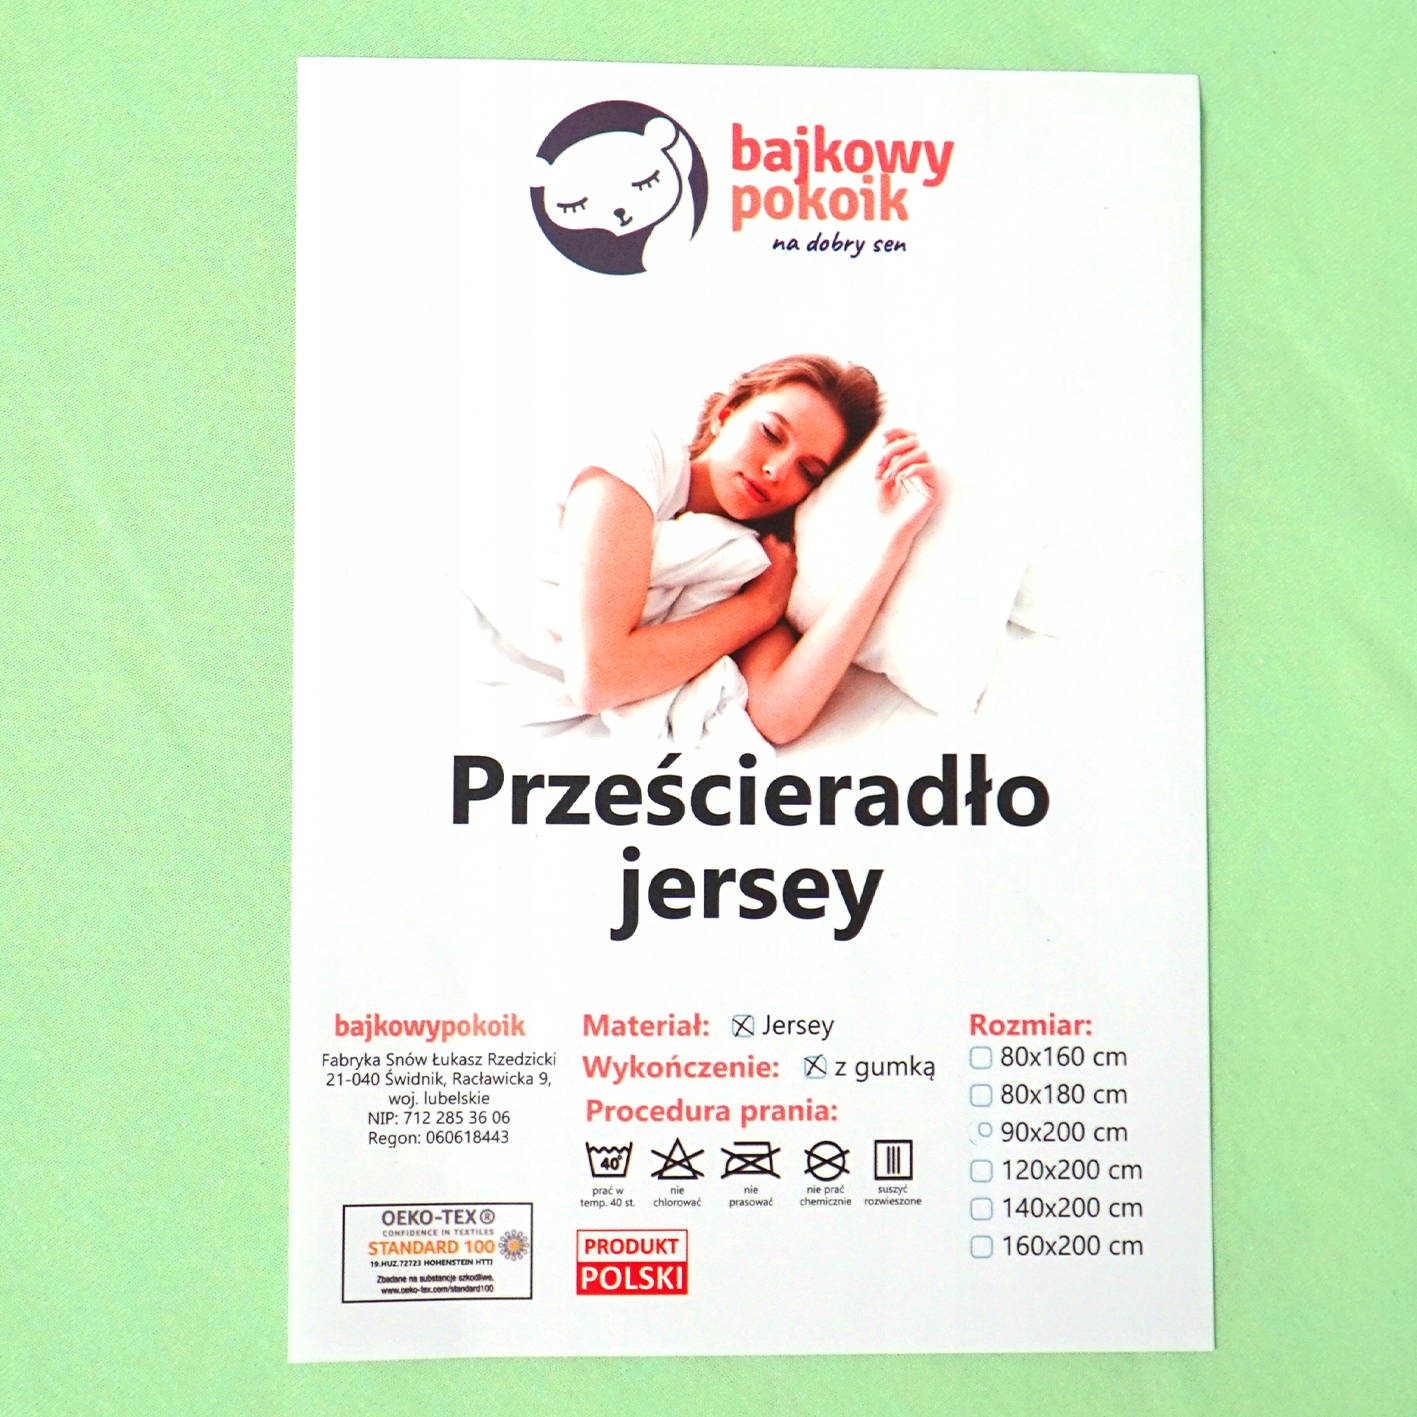 bajkowy
pokoik
na dobry sen
Prześcieradło
jersey
bajkowypokoik
Fabryka Snów Łukasz Rzedzicki
21-040 Świdnik, Racławicka 9,
woj. lubelskie
NIP: 712 285 36 06
Regon: 060618443
OEKO-TEX®
CONFIDENCE IN TEXTILES
STANDARD 100
19.HUZ.72723 HOHENSTEIN HTTI
Zbadane na substancje szkodliwe.
www.oeko-tex.com/standard100
Materiał: Jersey
Wykończenie: z gumką
Procedura prania:
40°
prać w
temp. 40 st.
nie
chlorować
nie
prasować
nie prać
chemicznie
suszyć
rozwieszone
PRODUKT
POLSKI
Rozmiar:
80x160 cm
80x180 cm
90x200 cm
120x200 cm
140x200 cm
160x200 cm